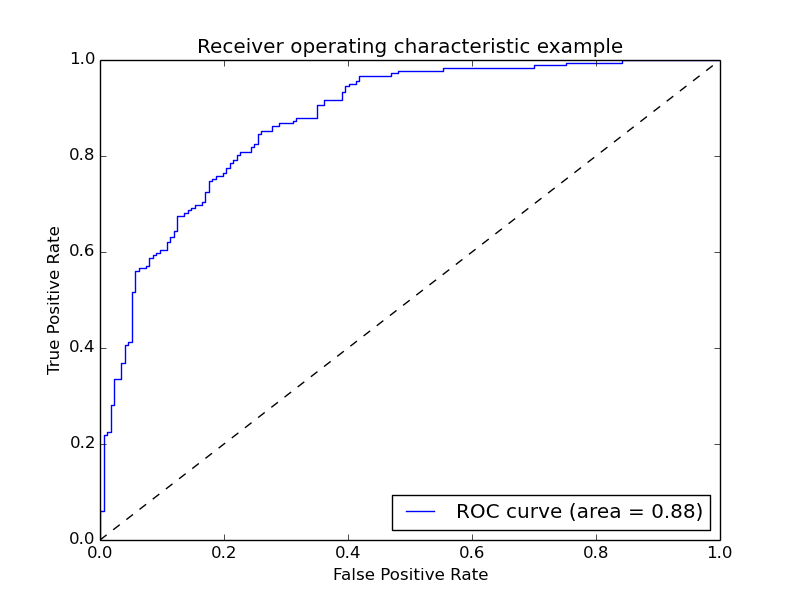 Receiver operating characteristic example
1.0
0.8
0.6
0.4
0.2
0.0
True Positive Rate
ROC curve (area = 0.88)
0.0 0.2 0.4 0.6 0.8 1.0
False Positive Rate